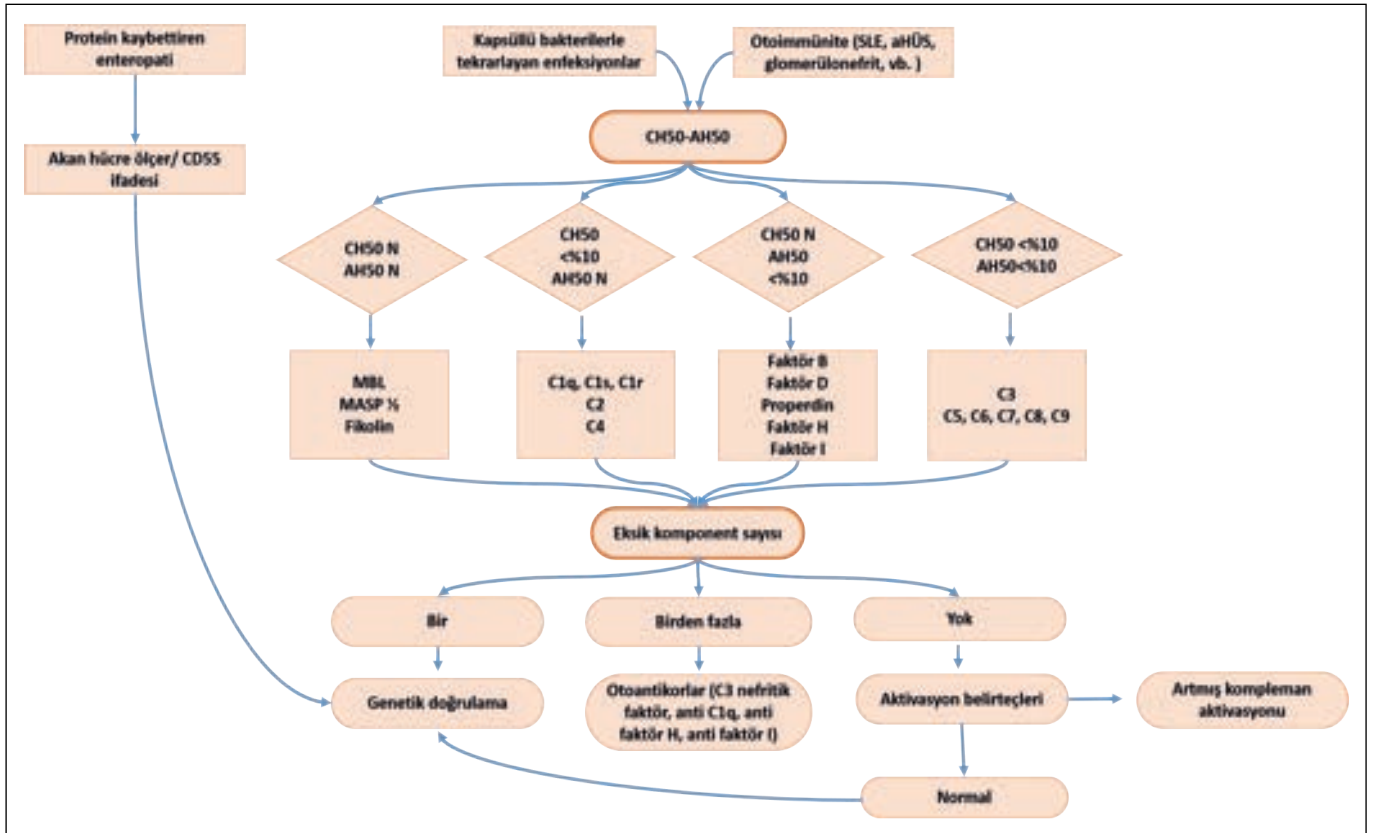 Protein kaybettiren
enteropati
Kapsüllü bakterilerle
tekrarlayan enfeksiyonlar
Otoimmünite (SLE, aHÜS,
glomerülonefrit, vb. )
CH50-AH50
Akan hücre ölçer/ CD55
ifadesi
CH50 N
AH50 N
CH50
<%10
AH50 N
CH50 N
AH50
<%10
CH50 <%10
AH50<%10
MBL
MASP ½
Fikolin
C1q, C1s, C1r
C2
C4
Faktör B
Faktör D
Properdin
Faktör H
Faktör I
C3
C5, C6, C7, C8, C9
Eksik komponent sayısı
Bir
Birden fazla
Yok
Genetik doğrulama
Otoantikorlar (C3 nefritik
faktör, anti C1q, anti
faktör H, anti faktör I)
Aktivasyon belirteçleri
Artmış kompleman
aktivasyonu
Normal